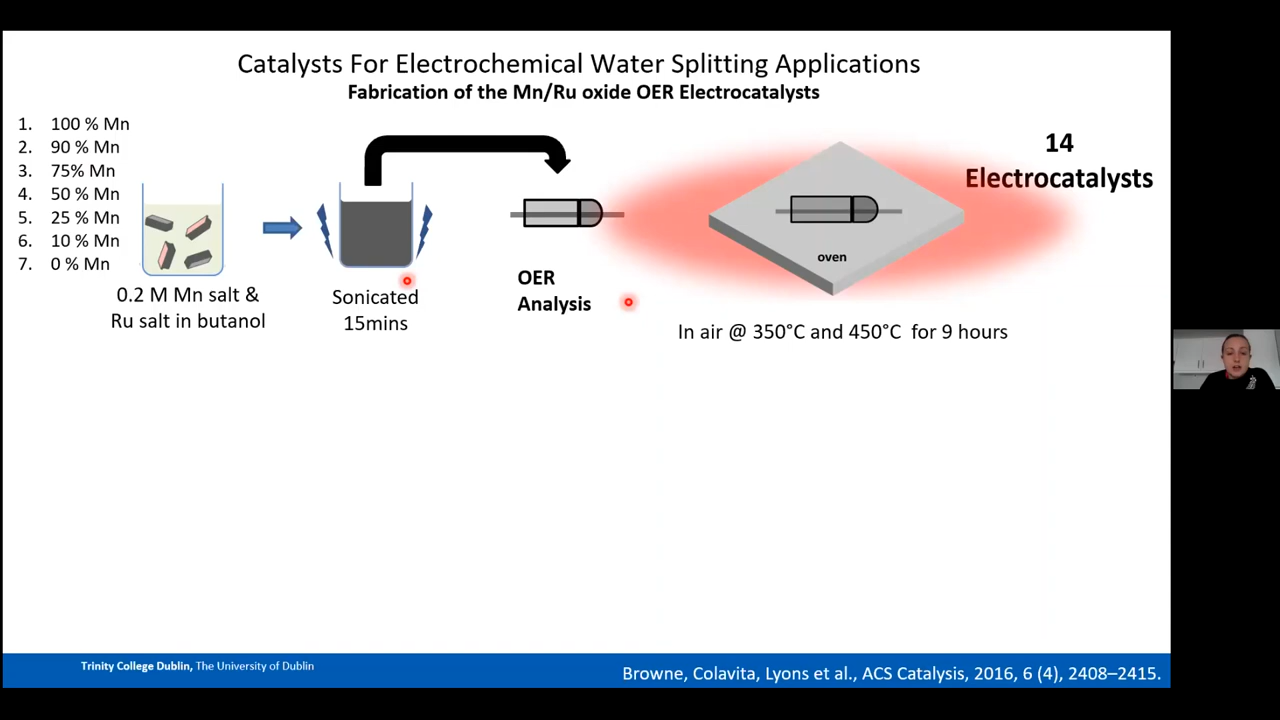 Catalysts For Electrochemical Water Splitting Applications
Fabrication of the Mn/Ru oxide OER Electrocatalysts
1. 100 % Mn
2. 90 % Mn
3. 75% Mn
4. 50 % Mn
5. 25 % Mn
6. 10 % Mn
7. 0 % Mn
0.2 M Mn salt &
Ru salt in butanol
Sonicated
15mins
OER
Analysis
oven
In air @ 350°C and 450°C for 9 hours
14
Electrocatalysts
Trinity College Dublin, The University of Dublin
Browne, Colavita, Lyons et al., ACS Catalysis, 2016, 6 (4), 2408–2415.